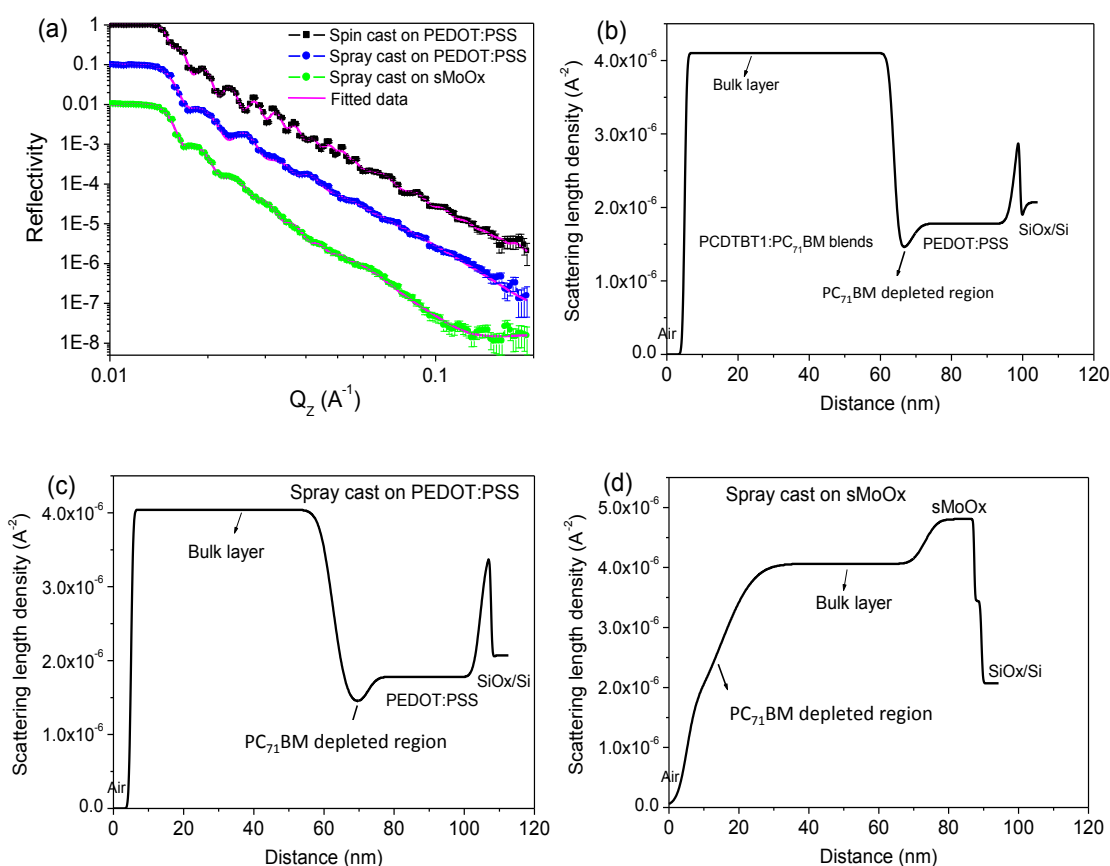 (a)
1
0.1
0.01
1E-3
1E-4
1E-5
1E-6
1E-7
1E-8
Reflectivity
Spin cast on PEDOT:PSS
Spray cast on PEDOT:PSS
Spray cast on sMoOx
Fitted data
0.01
0.1
Q_Z (A⁻¹)
(b)
4.0x10⁻⁶
2.0x10⁻⁶
0.0
Scattering length density (A⁻²)
Bulk layer
PCDTBT1:PC₇₁BM blends
PEDOT:PSS
SiOx/Si
PC₇₁BM depleted region
Air
0 20 40 60 80 100 120
Distance (nm)
(c)
Spray cast on PEDOT:PSS
4.0x10⁻⁶
3.0x10⁻⁶
2.0x10⁻⁶
1.0x10⁻⁶
0.0
Scattering length density (A⁻²)
Bulk layer
PEDOT:PSS
SiOx/Si
PC₇₁BM depleted region
Air
0 20 40 60 80 100 120
Distance (nm)
(d)
Spray cast on sMoOx
5.0x10⁻⁶
4.0x10⁻⁶
3.0x10⁻⁶
2.0x10⁻⁶
1.0x10⁻⁶
0.0
Scattering length density (A⁻²)
sMoOx
Bulk layer
SiOx/Si
PC₇₁BM depleted region
Air
0 20 40 60 80 100 120
Distance (nm)